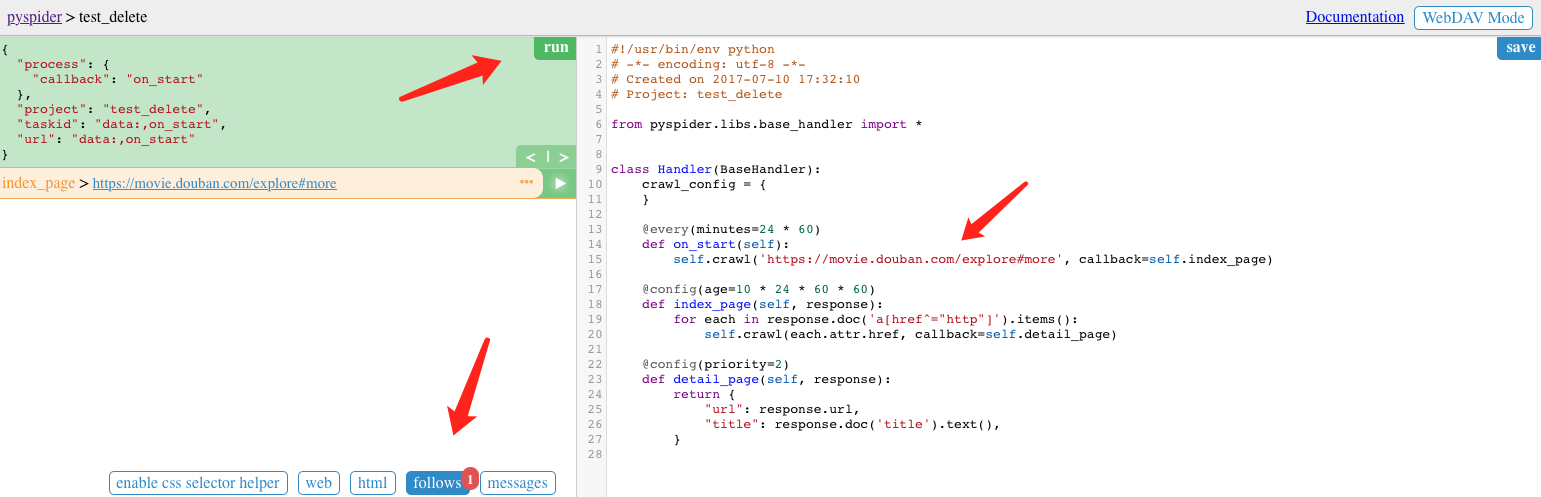 pyspider > test_delete
Documentation WebDAV Mode
{
  "process": {
    "callback": "on_start"
  },
  "project": "test_delete",
  "taskid": "data:,on_start",
  "url": "data:,on_start"
}
run
< | >
index_page > https://movie.douban.com/explore#more
enable css selector helper web html follows 1 messages
save
1 #!/usr/bin/env python
2 # -*- encoding: utf-8 -*-
3 # Created on 2017-07-10 17:32:10
4 # Project: test_delete
5
6 from pyspider.libs.base_handler import *
7
8
9 class Handler(BaseHandler):
10     crawl_config = {
11     }
12
13     @every(minutes=24 * 60)
14     def on_start(self):
15         self.crawl('https://movie.douban.com/explore#more', callback=self.index_page)
16
17     @config(age=10 * 24 * 60 * 60)
18     def index_page(self, response):
19         for each in response.doc('a[href^="http"]').items():
20             self.crawl(each.attr.href, callback=self.detail_page)
21
22     @config(priority=2)
23     def detail_page(self, response):
24         return {
25             "url": response.url,
26             "title": response.doc('title').text(),
27         }
28